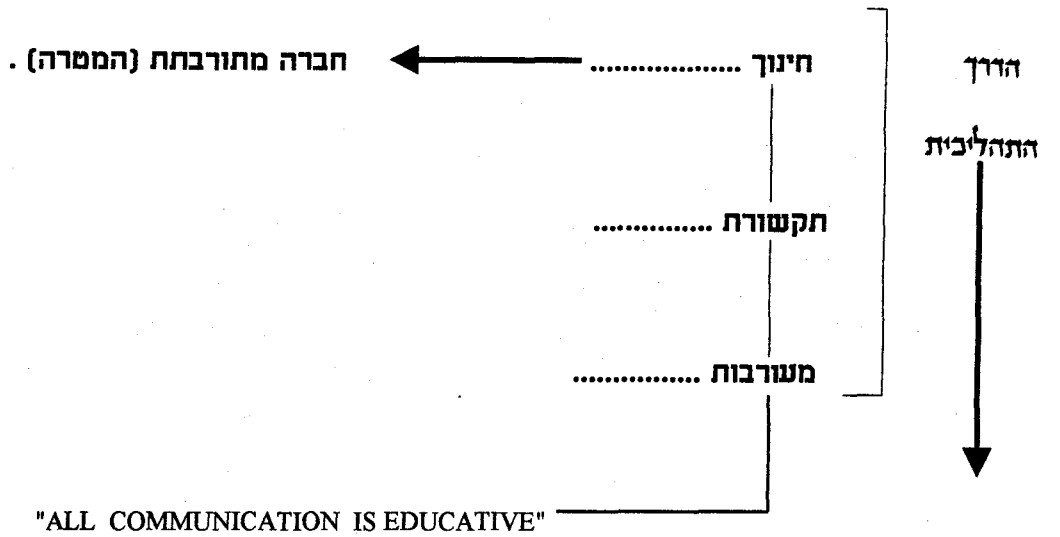 הדרך
חינוך .................. חברה מתורבתת (המטרה) .
התהליכית
תקשורת ...............
מעורבות ................
"ALL COMMUNICATION IS EDUCATIVE"